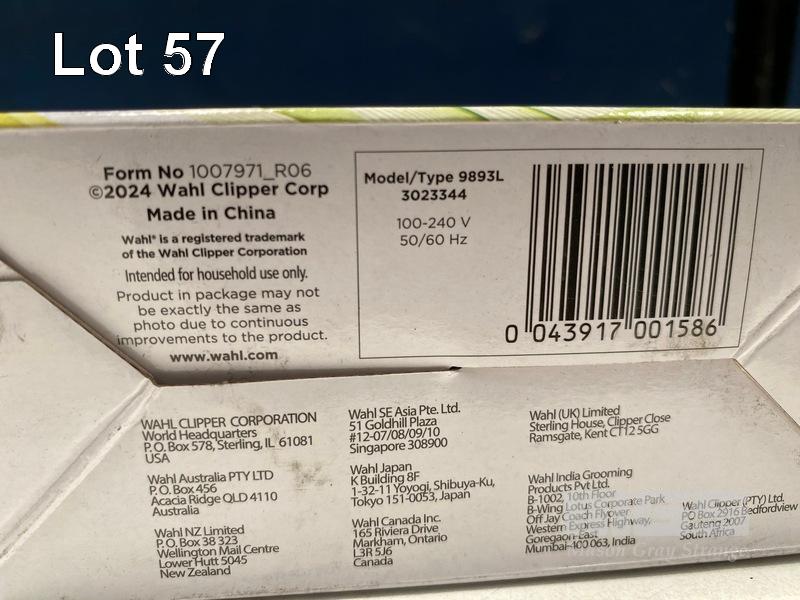 Lot 57
Form No 1007971_R06
©2024 Wahl Clipper Corp
Made in China
Wahl® is a registered trademark
of the Wahl Clipper Corporation
Intended for household use only.
Product in package may not
be exactly the same as
photo due to continuous
improvements to the product.
www.wahl.com
Model/Type 9893L
3023344
100-240 V
50/60 Hz
0 043917 001586
WAHL CLIPPER CORPORATION
World Headquarters
P.O. Box 578, Sterling, IL 61081
USA
Wahl Australia PTY LTD
P.O. Box 456
Acacia Ridge QLD 4110
Australia
Wahl NZ Limited
P.O. Box 38 323
Wellington Mail Centre
Lower Hutt 5045
New Zealand
Wahl SE Asia Pte. Ltd.
51 Goldhill Plaza
#12-07/08/09/10
Singapore 308900
Wahl Japan
K Building 8F
1-32-11 Yoyogi, Shibuya-Ku,
Tokyo 151-0053, Japan
Wahl Canada Inc.
165 Riviera Drive
Markham, Ontario
L3R 5J6
Canada
Wahl (UK) Limited
Sterling House, Clipper Close
Ramsgate, Kent CT12 5GG
Wahl India Grooming
Products Pvt Ltd.
B-1002, 10th Floor
B-Wing Lotus Corporate Park
Off Jay Coach Flyover
Western Express Highway,
Goregaon-East
Mumbai-400 063, India
Wahl Clipper (PTY) Ltd.
PO Box 2916 Bedfordview
Gauteng 2007
South Africa
Mason Gray Strange